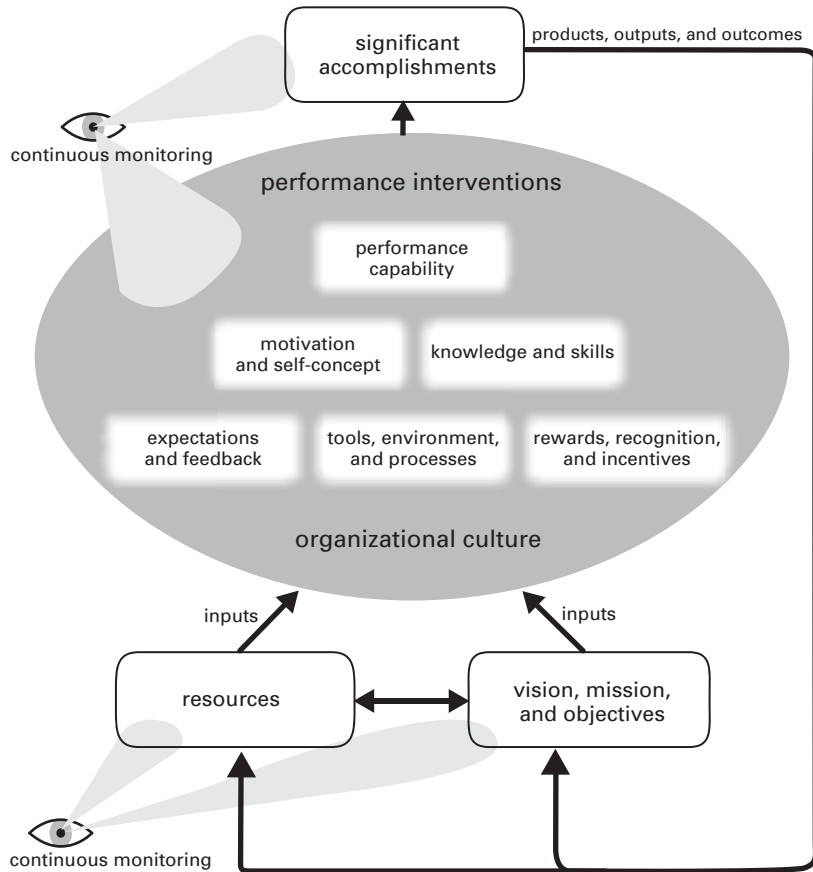 significant
accomplishments
products, outputs, and outcomes
continuous monitoring
performance interventions
performance
capability
motivation
and self-concept
knowledge and skills
expectations
and feedback
tools, environment,
and processes
rewards, recognition,
and incentives
organizational culture
inputs
inputs
resources
vision, mission,
and objectives
continuous monitoring